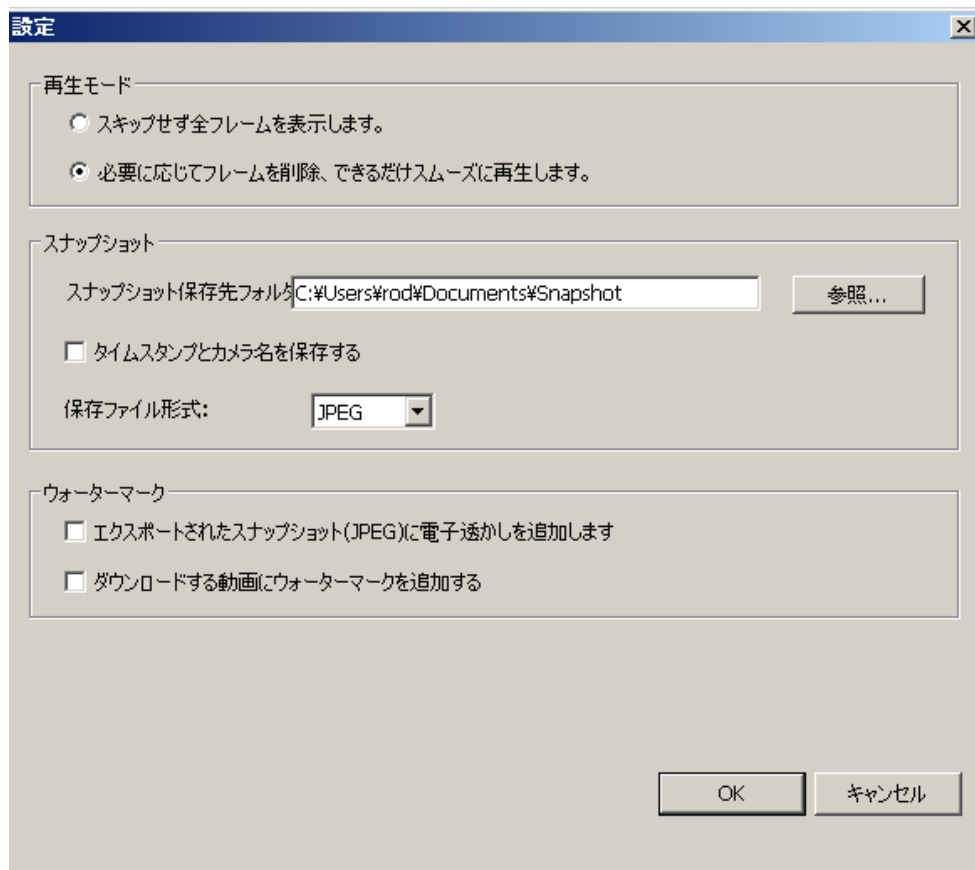 設定
再生モード
スキップせず全フレームを表示します。
必要に応じてフレームを削除、できるだけスムーズに再生します。
スナップショット
スナップショット保存先フォルダ C:¥Users¥rod¥Documents¥Snapshot 参照...
タイムスタンプとカメラ名を保存する
保存ファイル形式: JPEG
ウォーターマーク
エクスポートされたスナップショット(JPEG)に電子透かしを追加します
ダウンロードする動画にウォーターマークを追加する
OK キャンセル